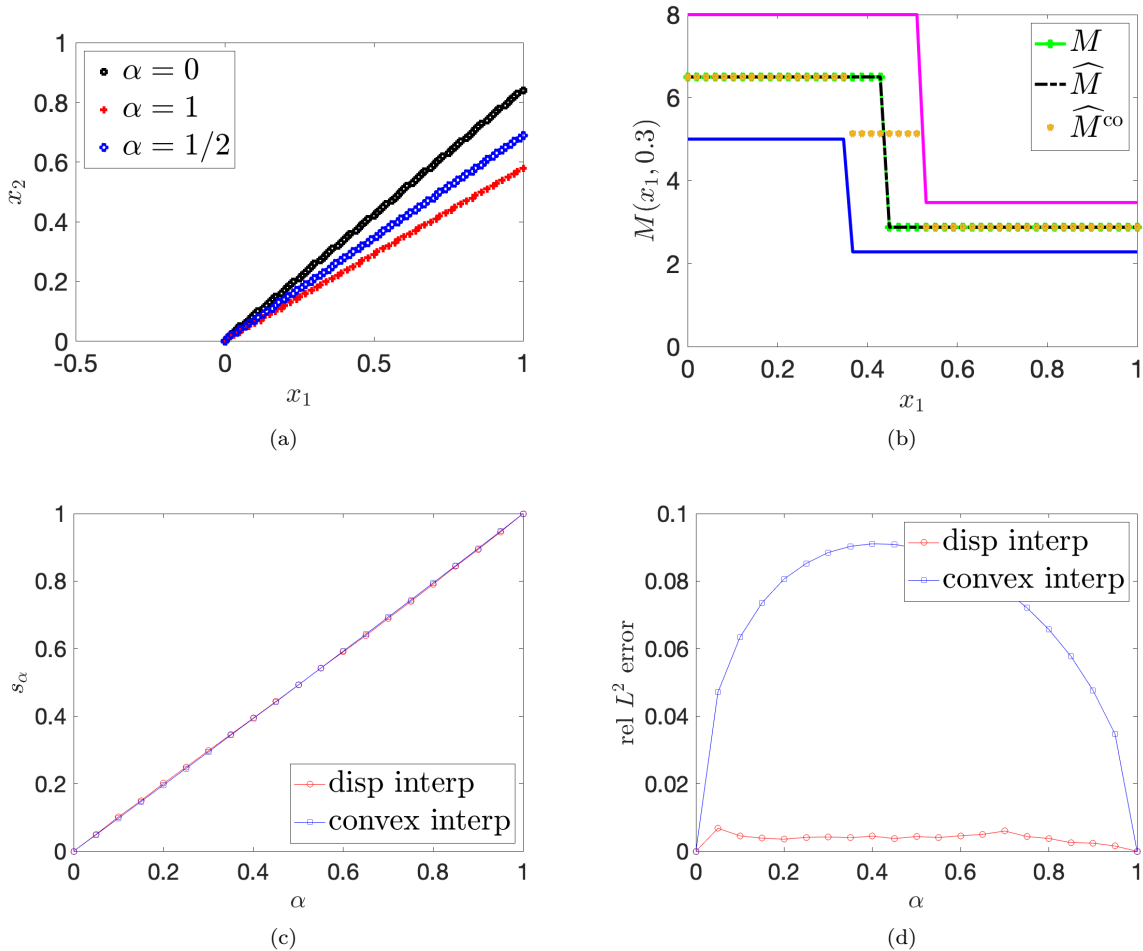 1
0.8
0.6
0.4
0.2
0
-0.5 0 0.5 1
x₂
x₁
α = 0
α = 1
α = 1/2
(a)
8
6
4
2
0
0 0.2 0.4 0.6 0.8 1
M(x₁, 0.3)
x₁
M
M̂
M̂ᶜᵒ
(b)
1
0.8
0.6
0.4
0.2
0
0 0.2 0.4 0.6 0.8 1
s_α
α
disp interp
convex interp
(c)
0.1
0.08
0.06
0.04
0.02
0
0 0.2 0.4 0.6 0.8 1
rel L² error
α
disp interp
convex interp
(d)